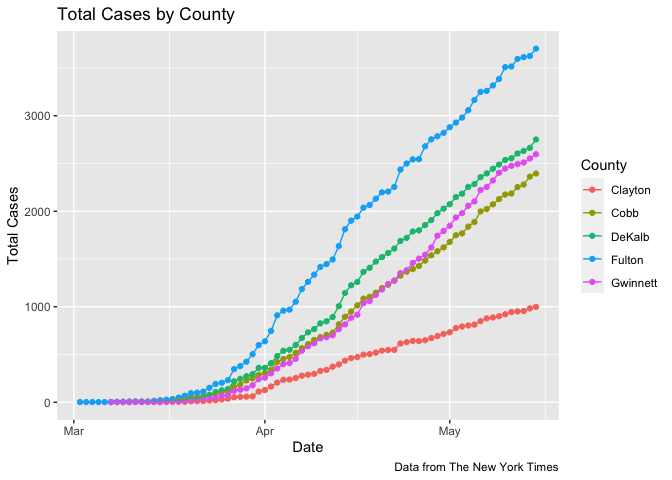 Total Cases by County
Total Cases
3000
2000
1000
0
Mar
Apr
May
Date
County
Clayton
Cobb
DeKalb
Fulton
Gwinnett
Data from The New York Times